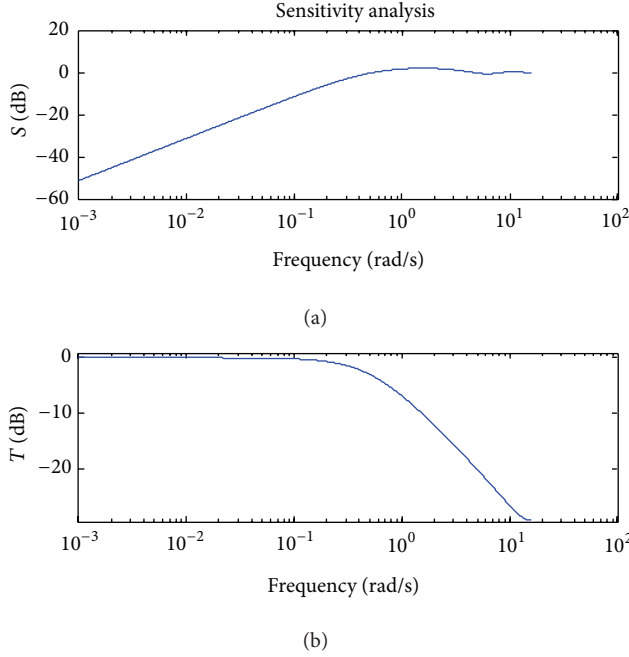 Sensitivity analysis
20
0
−20
−40
−60
S (dB)
10⁻³ 10⁻² 10⁻¹ 10⁰ 10¹ 10²
Frequency (rad/s)
(a)
0
−10
−20
T (dB)
10⁻³ 10⁻² 10⁻¹ 10⁰ 10¹ 10²
Frequency (rad/s)
(b)